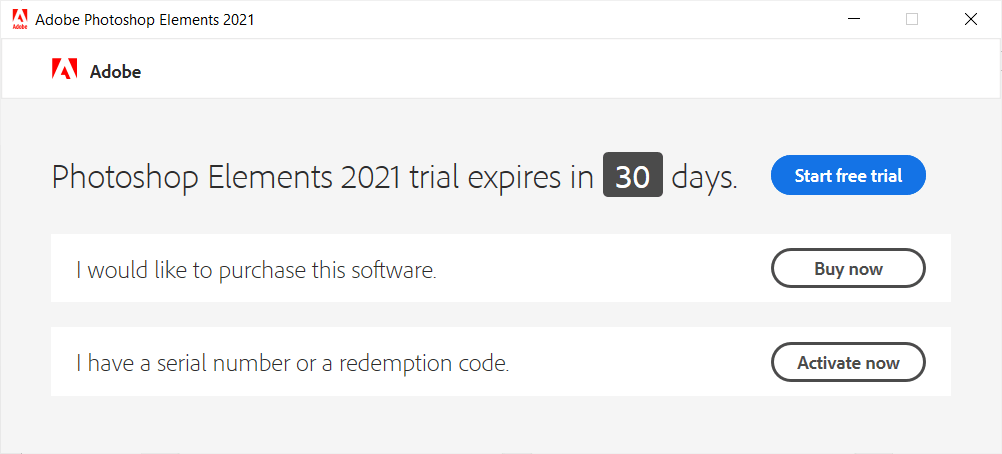 Adobe Photoshop Elements 2021
Adobe
Photoshop Elements 2021 trial expires in 30 days.
Start free trial
I would like to purchase this software.
Buy now
I have a serial number or a redemption code.
Activate now